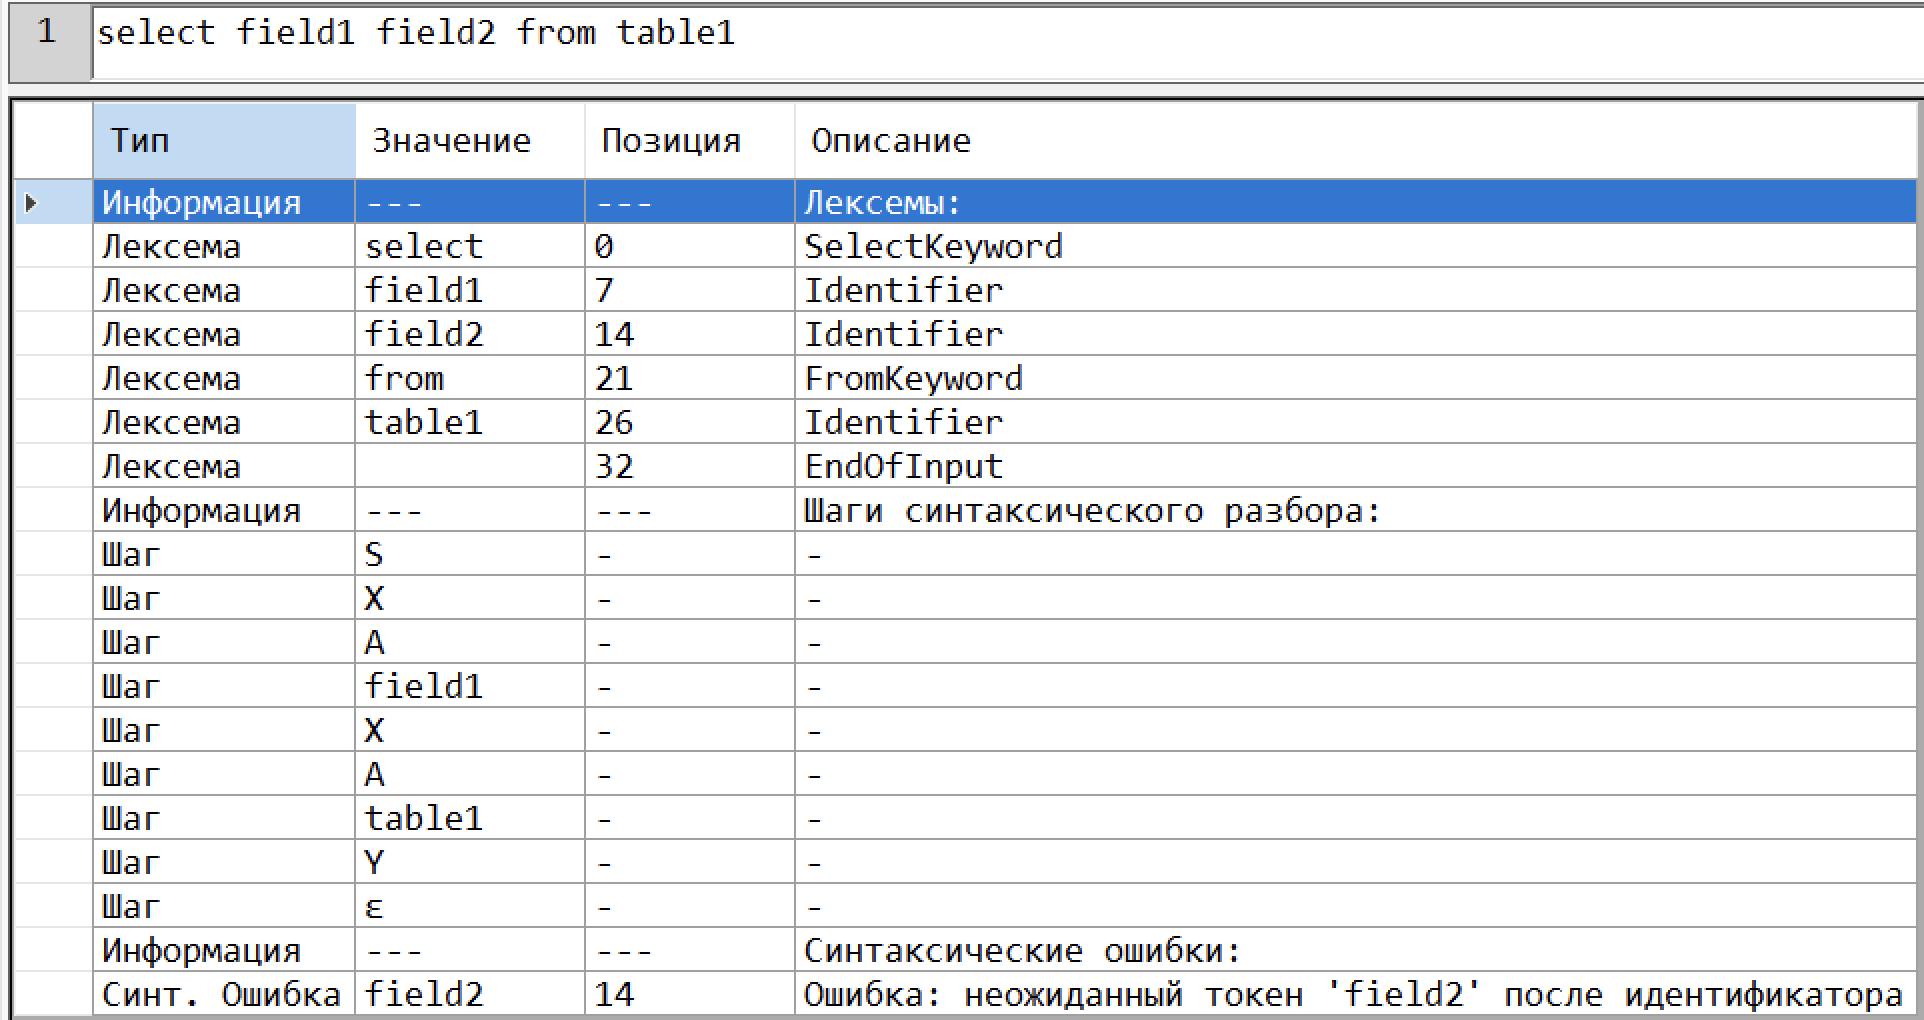 1 select field1 field2 from table1
Тип Значение Позиция Описание
Информация --- --- Лексемы:
Лексема select 0 SelectKeyword
Лексема field1 7 Identifier
Лексема field2 14 Identifier
Лексема from 21 FromKeyword
Лексема table1 26 Identifier
Лексема 32 EndOfInput
Информация --- --- Шаги синтаксического разбора:
Шаг S - -
Шаг X - -
Шаг A - -
Шаг field1 - -
Шаг X - -
Шаг A - -
Шаг table1 - -
Шаг Y - -
Шаг ε - -
Информация --- --- Синтаксические ошибки:
Синт. Ошибка field2 14 Ошибка: неожиданный токен 'field2' после идентификатора